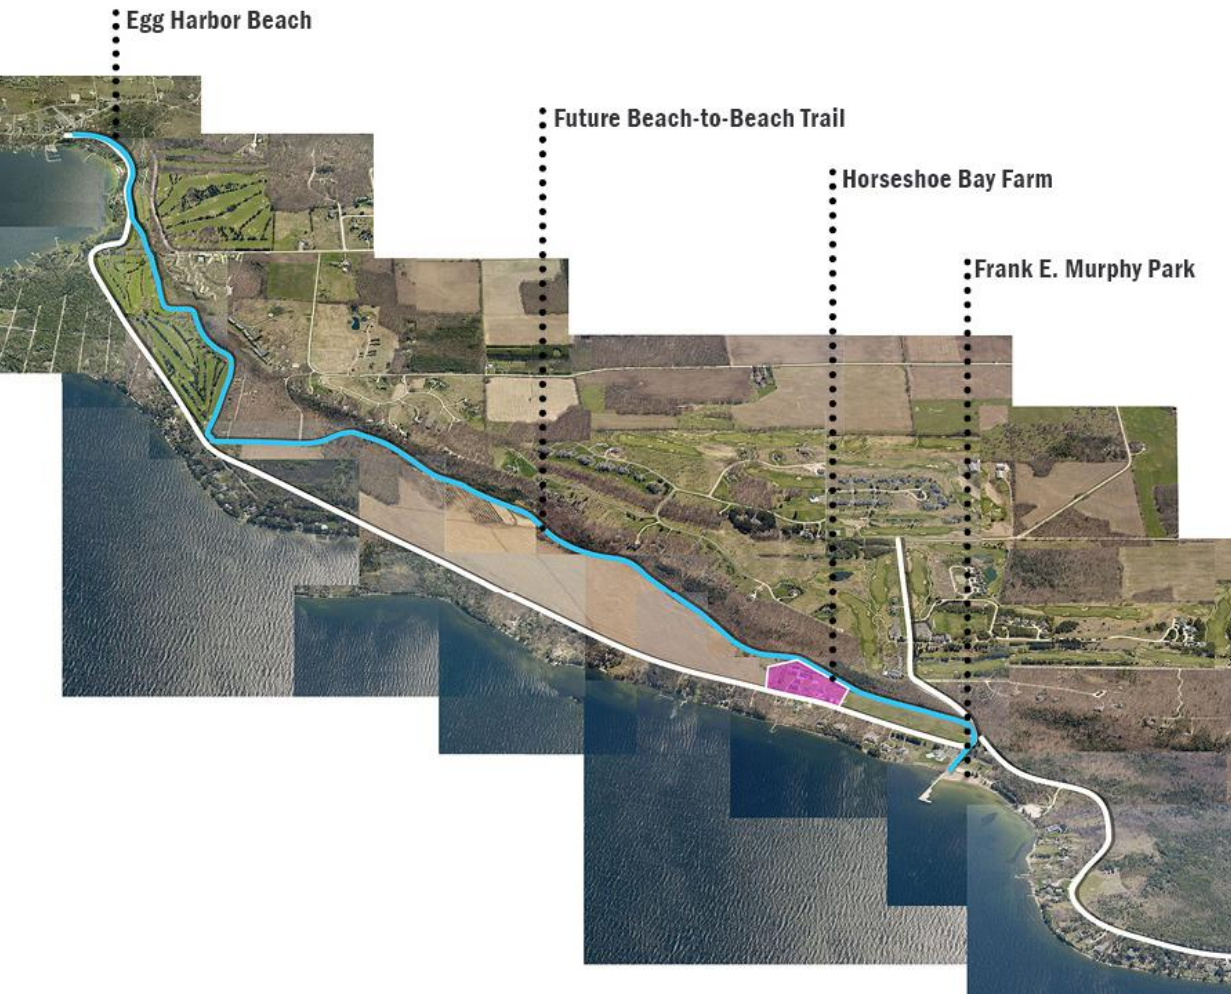 Egg Harbor Beach
Future Beach-to-Beach Trail
Horseshoe Bay Farm
Frank E. Murphy Park